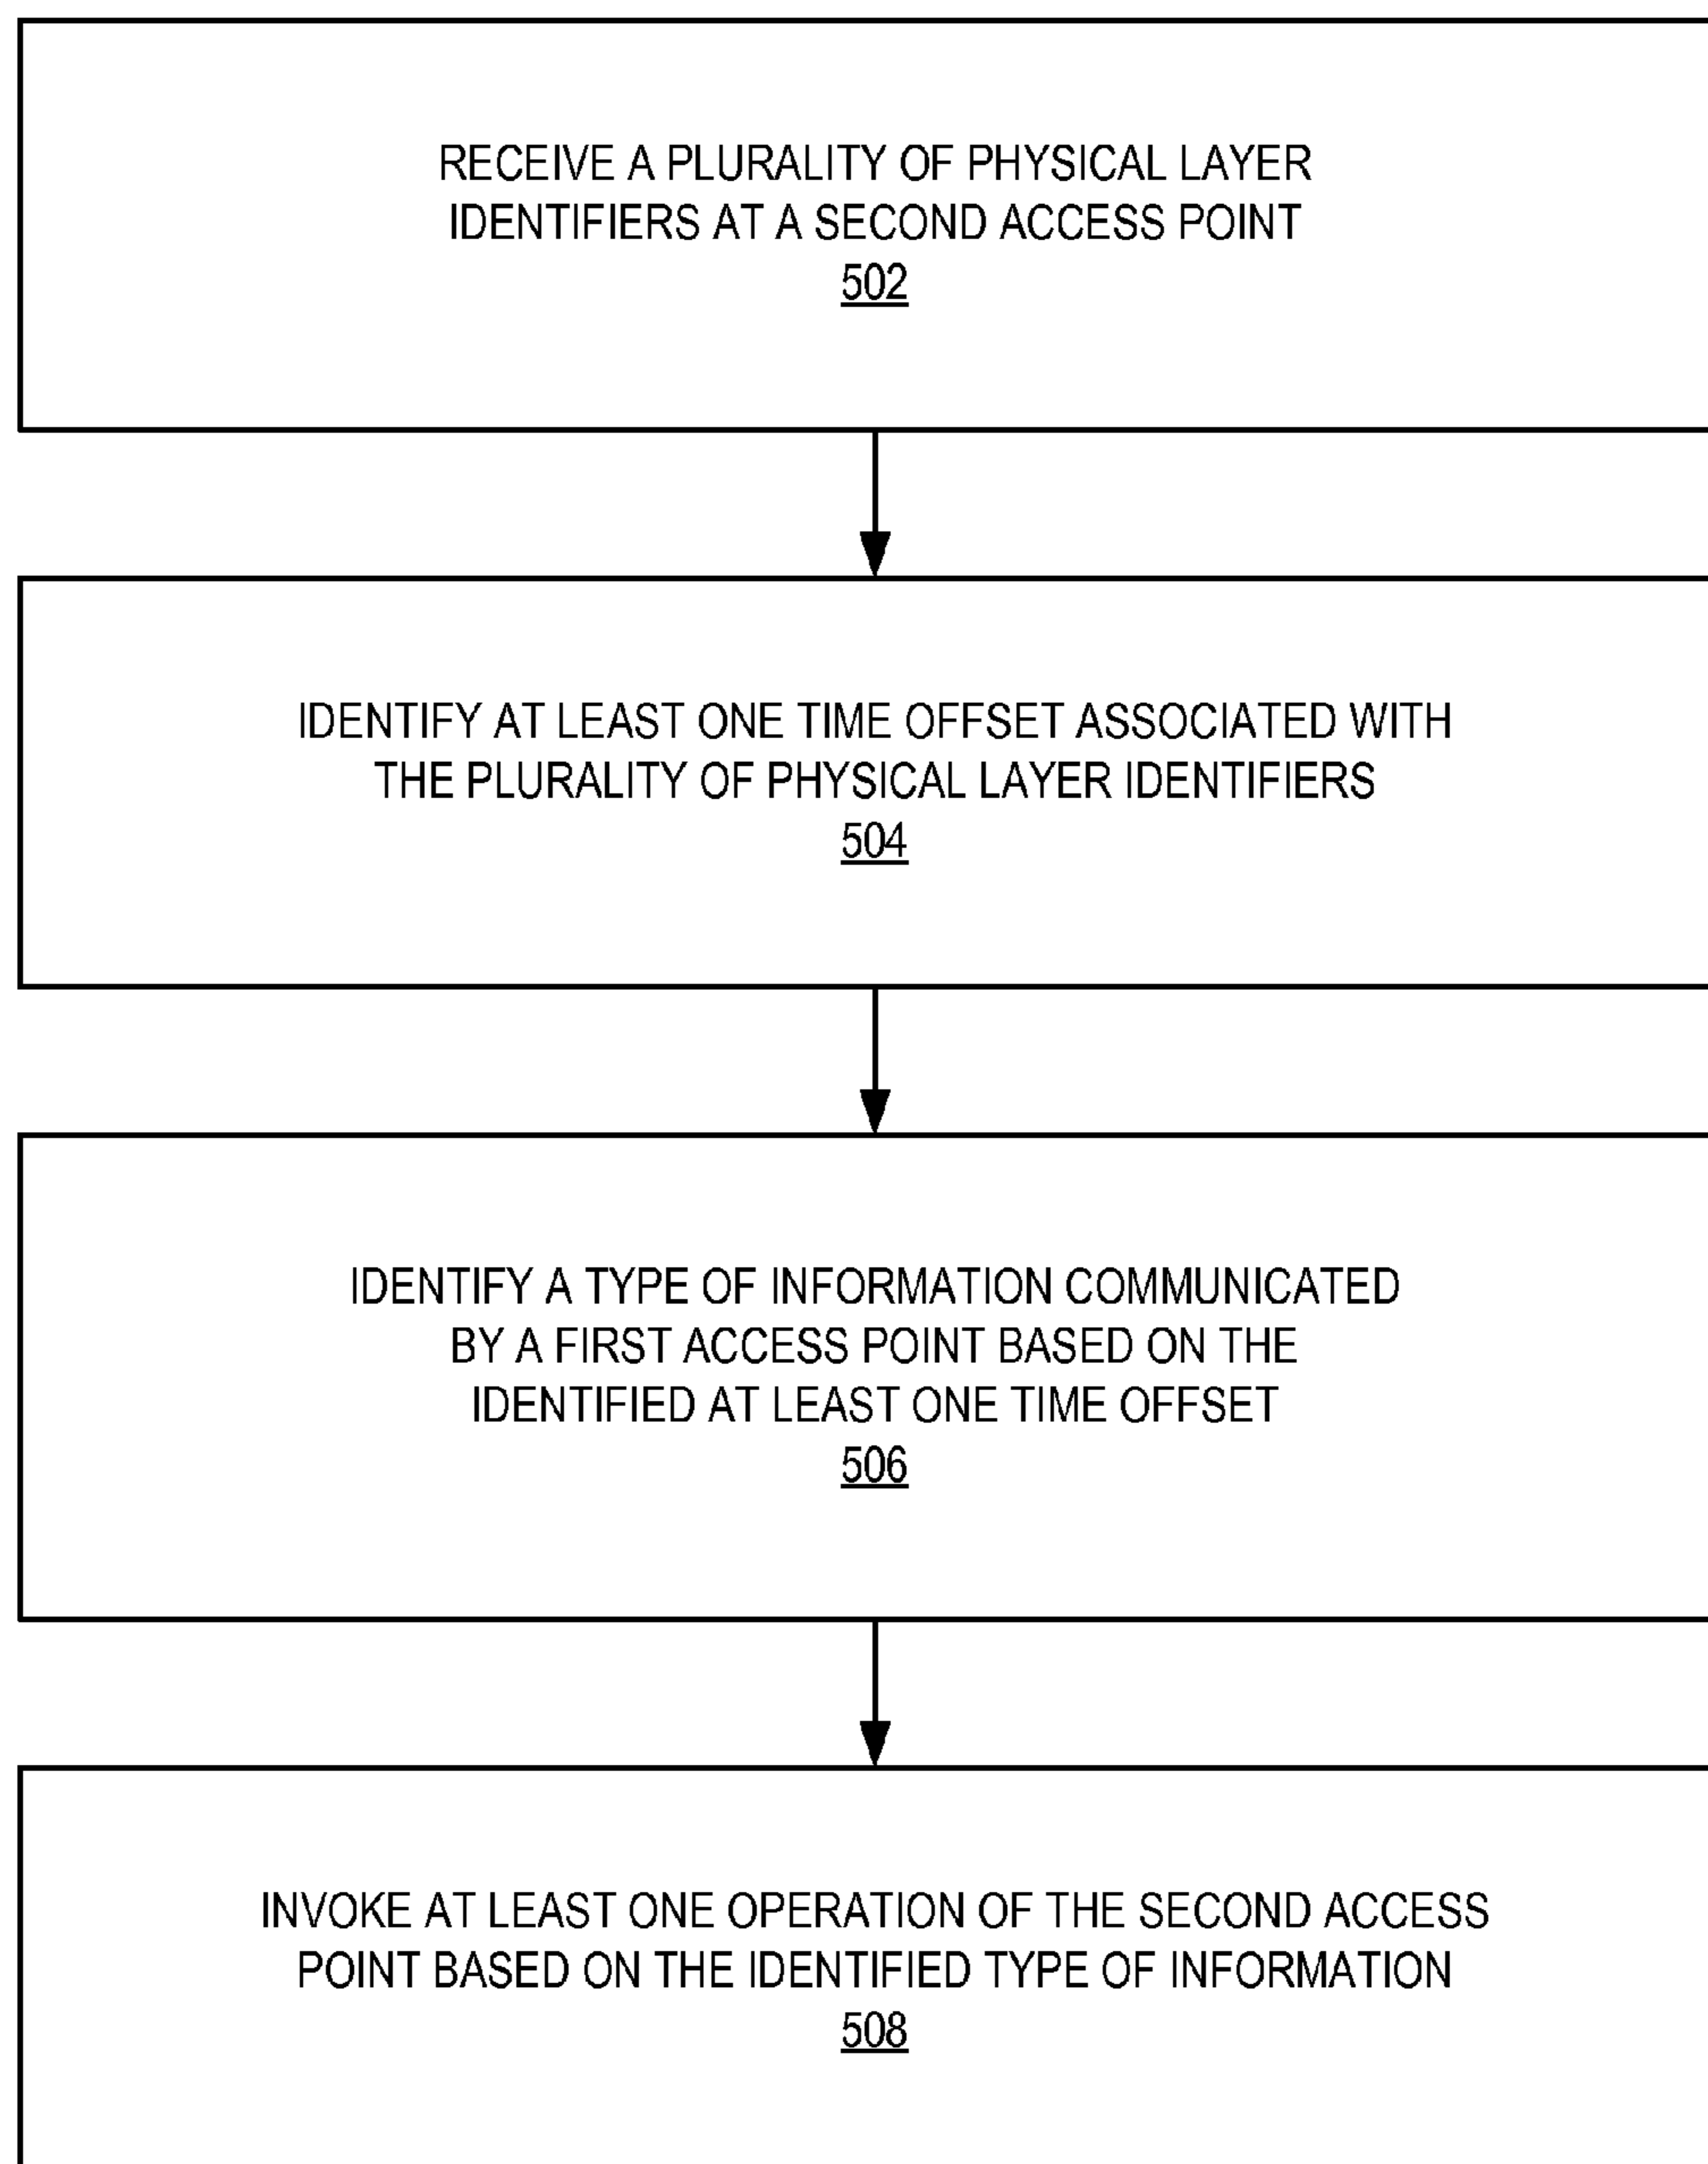 RECEIVE A PLURALITY OF PHYSICAL LAYER
IDENTIFIERS AT A SECOND ACCESS POINT
502
IDENTIFY AT LEAST ONE TIME OFFSET ASSOCIATED WITH
THE PLURALITY OF PHYSICAL LAYER IDENTIFIERS
504
IDENTIFY A TYPE OF INFORMATION COMMUNICATED
BY A FIRST ACCESS POINT BASED ON THE
IDENTIFIED AT LEAST ONE TIME OFFSET
506
INVOKE AT LEAST ONE OPERATION OF THE SECOND ACCESS
POINT BASED ON THE IDENTIFIED TYPE OF INFORMATION
508